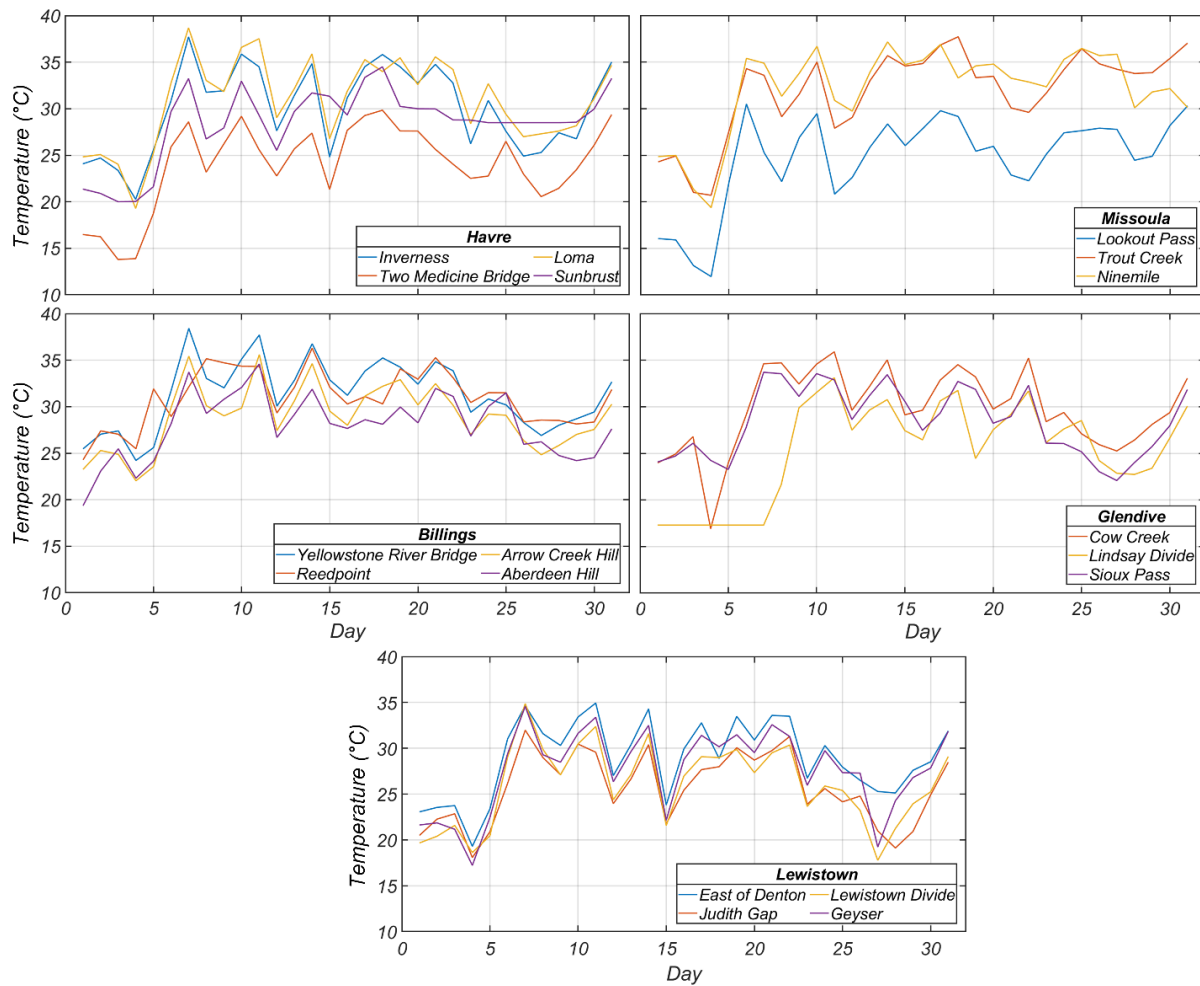 40
35
30
25
20
15
10
Temperature (°C)
Havre
Inverness Loma
Two Medicine Bridge Sunbrust
Missoula
Lookout Pass
Trout Creek
Ninemile
40
35
30
25
20
15
10
Temperature (°C)
Billings
Yellowstone River Bridge Arrow Creek Hill
Reedpoint Aberdeen Hill
0 5 10 15 20 25 30
Day
Glendive
Cow Creek
Lindsay Divide
Sioux Pass
0 5 10 15 20 25 30
Day
40
35
30
25
20
15
10
Temperature (°C)
Lewistown
East of Denton Lewistown Divide
Judith Gap Geyser
0 5 10 15 20 25 30
Day